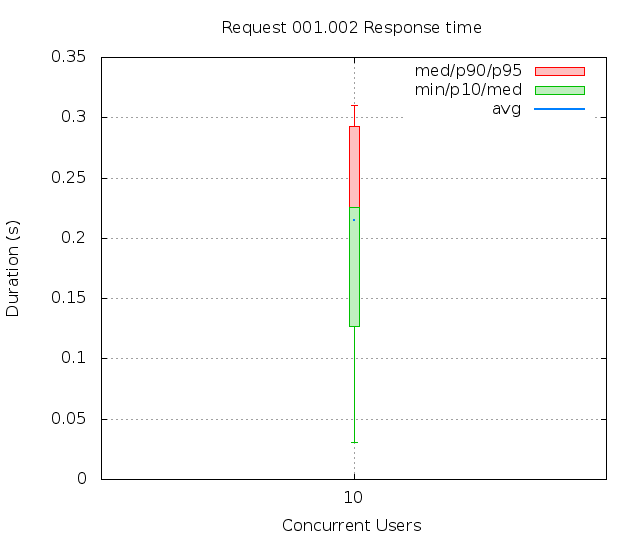 Request 001.002 Response time
0.35
0.3
0.25
0.2
0.15
0.1
0.05
0
med/p90/p95
min/p10/med
avg
Duration (s)
10
Concurrent Users